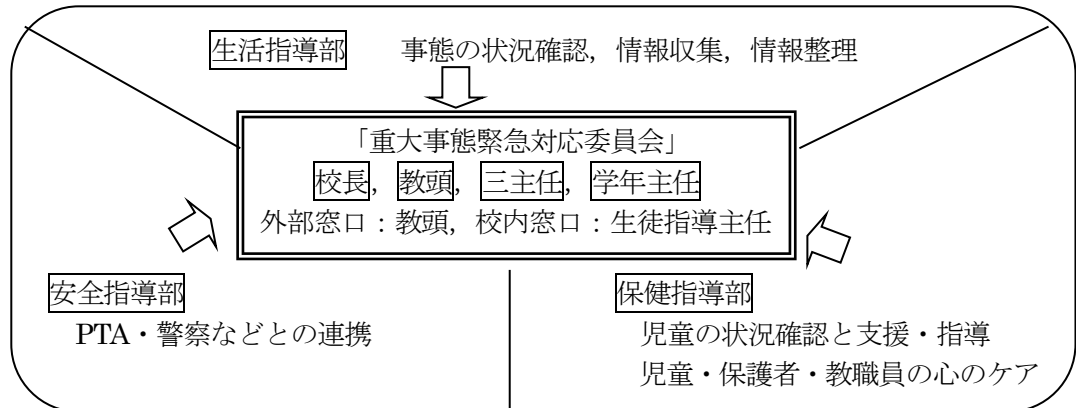 生活指導部　事態の状況確認，情報収集，情報整理
「重大事態緊急対応委員会」
校長，教頭，三主任，学年主任
外部窓口：教頭，校内窓口：生徒指導主任
安全指導部
PTA・警察などとの連携
保健指導部
児童の状況確認と支援・指導
児童・保護者・教職員の心のケア